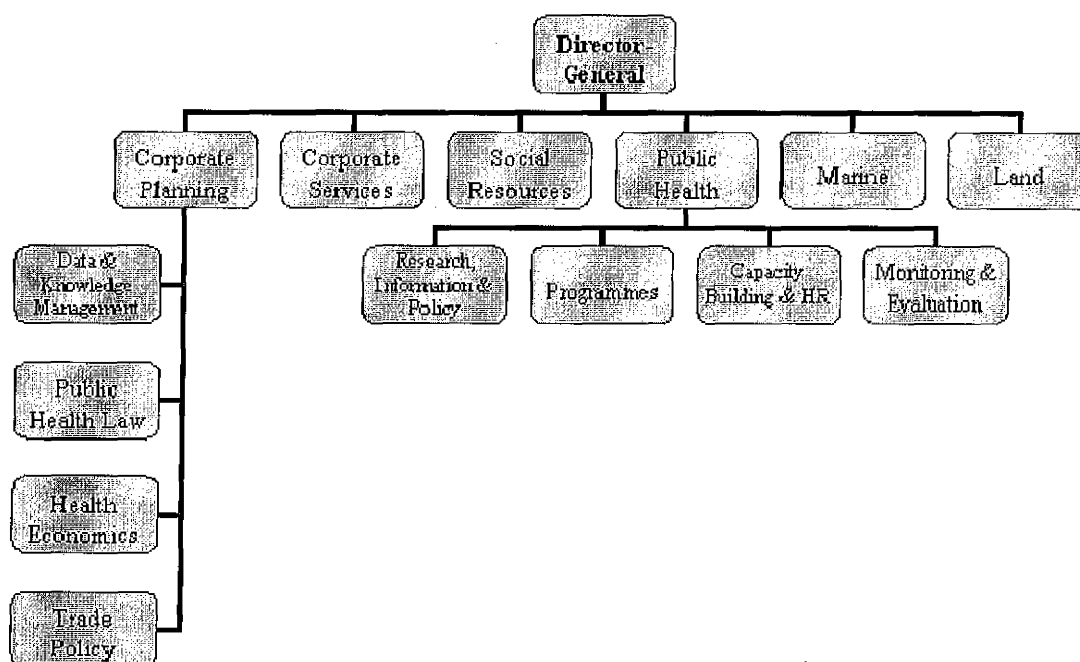 Director-
General
Corporate
Planning
Corporate
Services
Social
Resources
Public
Health
Marine
Land
Data &
Knowledge
Management
Research,
Information &
Policy
Programmes
Capacity
Building & HR
Monitoring &
Evaluation
Public
Health Law
Health
Economics
Trade
Policy